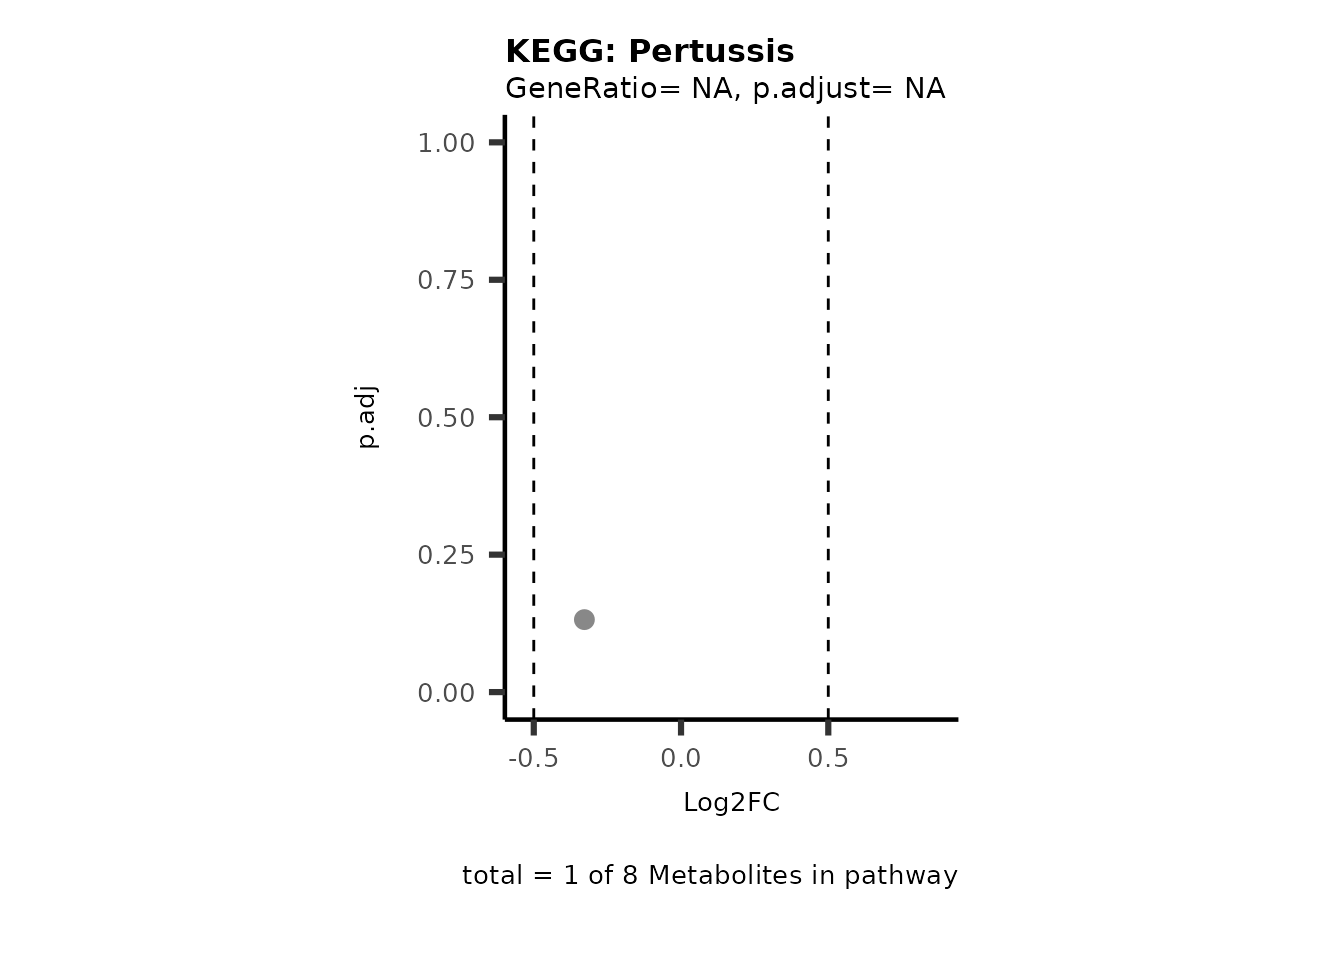 KEGG: Pertussis
GeneRatio= NA, p.adjust= NA
1.00
0.75
0.50
0.25
0.00
p.adj
-0.5 0.0 0.5
Log2FC
total = 1 of 8 Metabolites in pathway